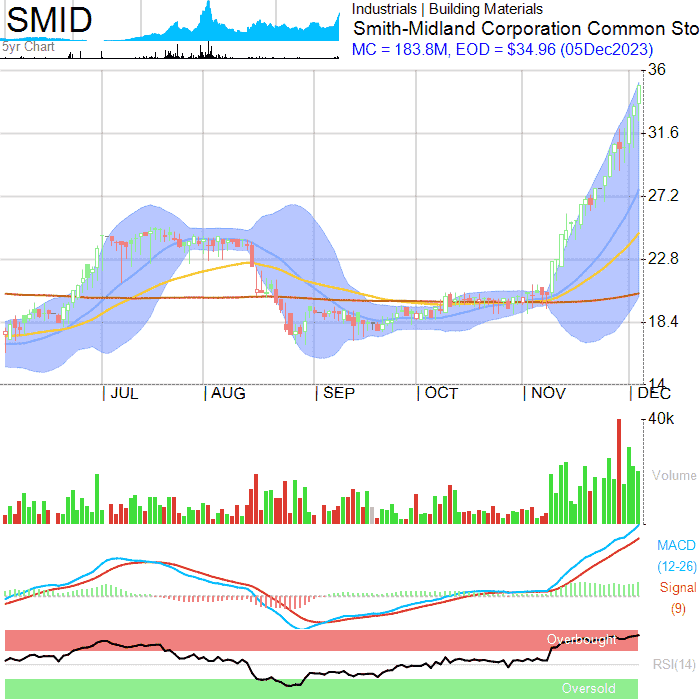 SMID
5yr Chart
Industrials | Building Materials
Smith-Midland Corporation Common Sto
MC = 183.8M, EOD = $34.96 (05Dec2023)
36
31.6
27.2
22.8
18.4
14
| JUL | AUG | SEP | OCT | NOV | DEC
40k
Volume
MACD
(12-26)
Signal
(9)
Overbought
RSI(14)
Oversold